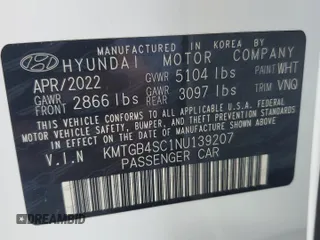 MANUFACTURED IN KOREA BY
HYUNDAI MOTOR COMPANY
APR/2022 GVWR 5104 lbs PAINT WHT
GAWR FRONT 2866 lbs GAWR REAR 3097 lbs TRIM VNQ
THIS VEHICLE CONFORMS TO ALL APPLICABLE U.S. FEDERAL
MOTOR VEHICLE SAFETY, BUMPER, AND THEFT PREVENTION
STANDARDS IN EFFECT ON THE DATE OF MANUFACTURE
SHOWN ABOVE.
V.I.N KMTGB4SC1NU139207
PASSENGER CAR
DREAMBID